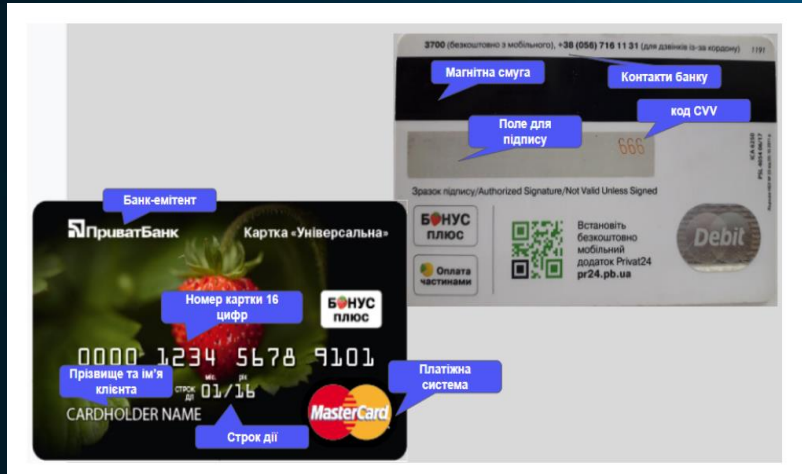 3700 (безкоштовно з мобільного), +38 (056) 716 11 31 (для дзвінків із-за кордону) 1191
Магнітна смуга
Контакти банку
код CVV
Поле для
підпису
666
Зразок підпису/Authorized Signature/Not Valid Unless Signed
БОНУС
ПЛЮС
Оплата
частинами
Встановіть
безкоштовно
мобільний
додаток Privat24
pr24.pb.ua
Debit
Банк-емітент
ПриватБанк
Картка «Універсальна»
Номер картки 16
цифр
БОНУС
ПЛЮС
0000 1234 5678 9101
Прізвище та ім'я
клієнта
СТРОК
ДІЇ
01/16
CARDHOLDER NAME
Строк дії
MasterCard
Платіжна
система